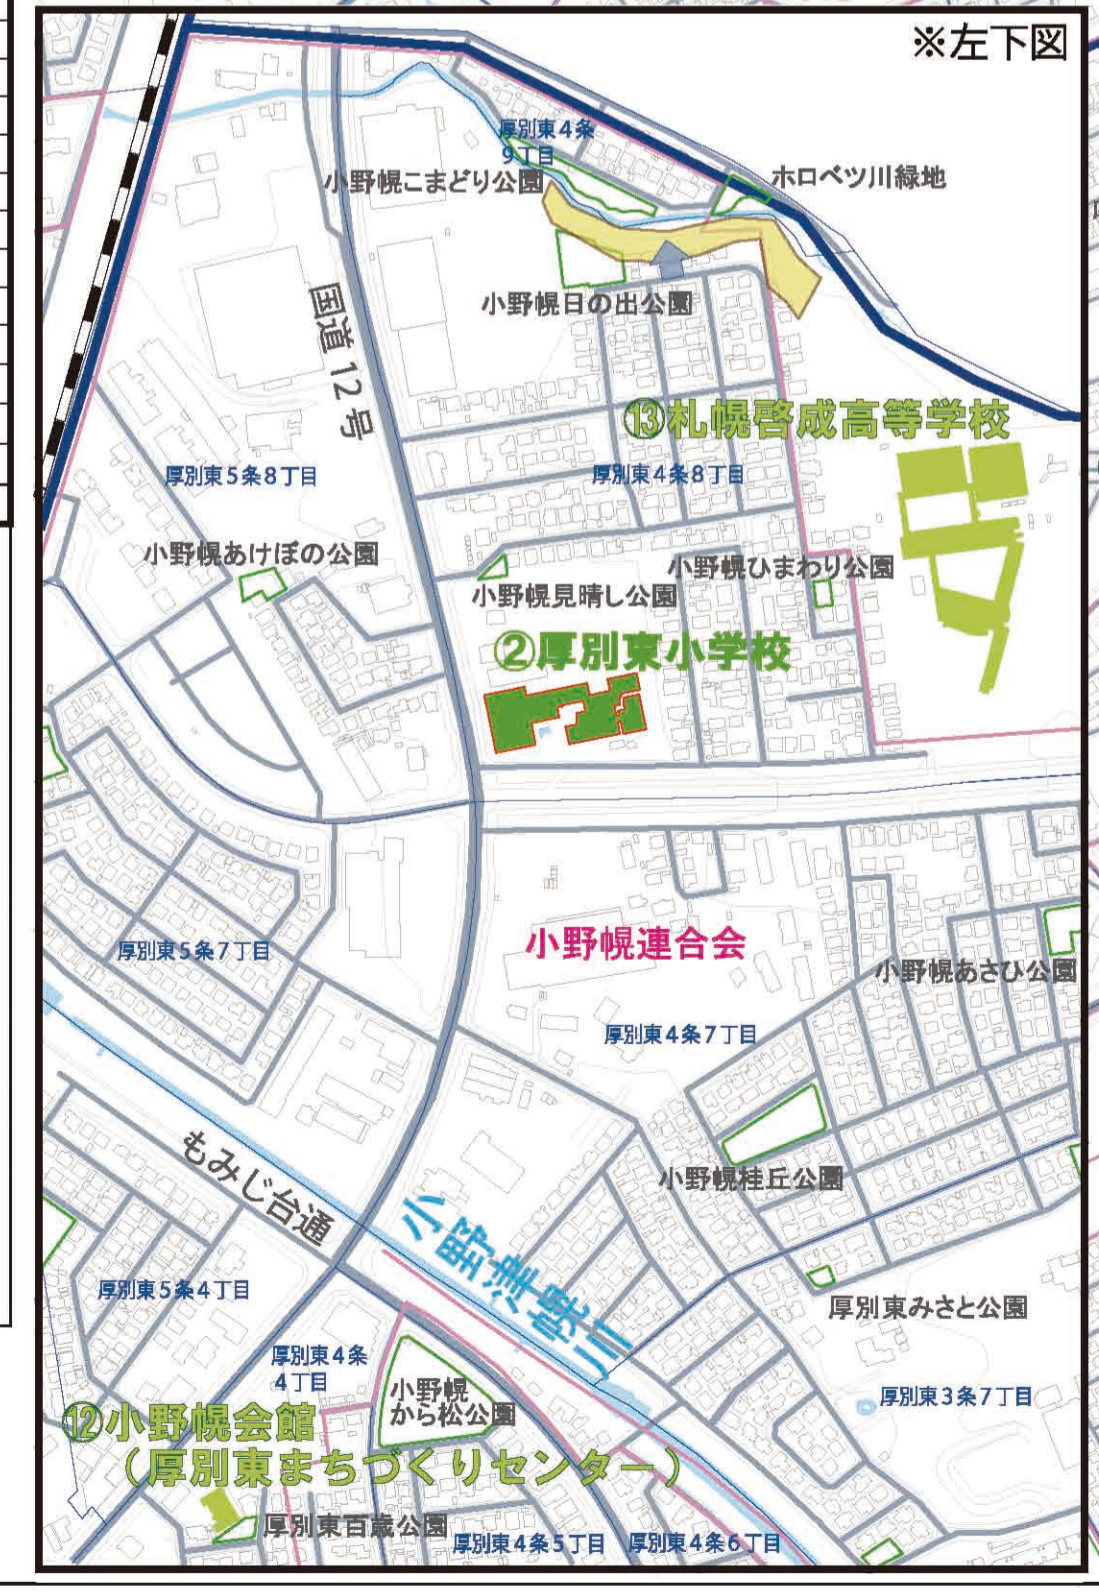 ※左下図
厚別東4条
9丁目
小野幌こまどり公園
ホロベツ川緑地
小野幌日の出公園
国道12号
⑬札幌啓成高等学校
厚別東5条8丁目
厚別東4条8丁目
小野幌あけぼの公園
小野幌ひまわり公園
小野幌見晴し公園
②厚別東小学校
小野幌連合会
厚別東5条7丁目
小野幌あさひ公園
厚別東4条7丁目
もみじ台通
小野幌桂丘公園
小野津幌川
厚別東5条4丁目
厚別東みさと公園
厚別東4条
4丁目
小野幌
から松公園
厚別東3条7丁目
⑫小野幌会館
（厚別東まちづくりセンター）
厚別東百歳公園
厚別東4条5丁目
厚別東4条6丁目